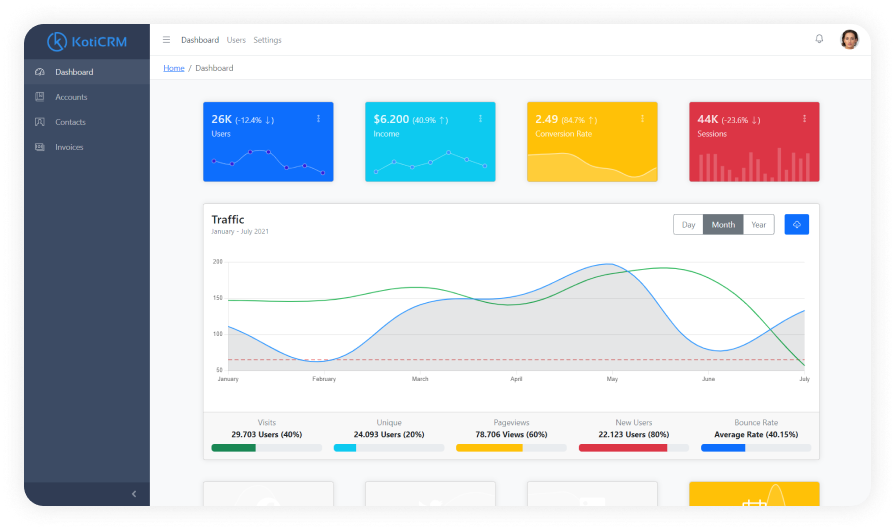 KotiCRM
Dashboard Users Settings
Home / Dashboard
Dashboard
Accounts
Contacts
Invoices
26K (-12.4% ↓)
Users
$6.200 (40.9% ↑)
Income
2.49 (84.7% ↑)
Conversion Rate
44K (-23.6% ↓)
Sessions
Traffic
January - July 2021
Day Month Year
200
150
100
50
January February March April May June July
Visits
29.703 Users (40%)
Unique
24.093 Users (20%)
Pageviews
78.706 Views (60%)
New Users
22.123 Users (80%)
Bounce Rate
Average Rate (40.15%)